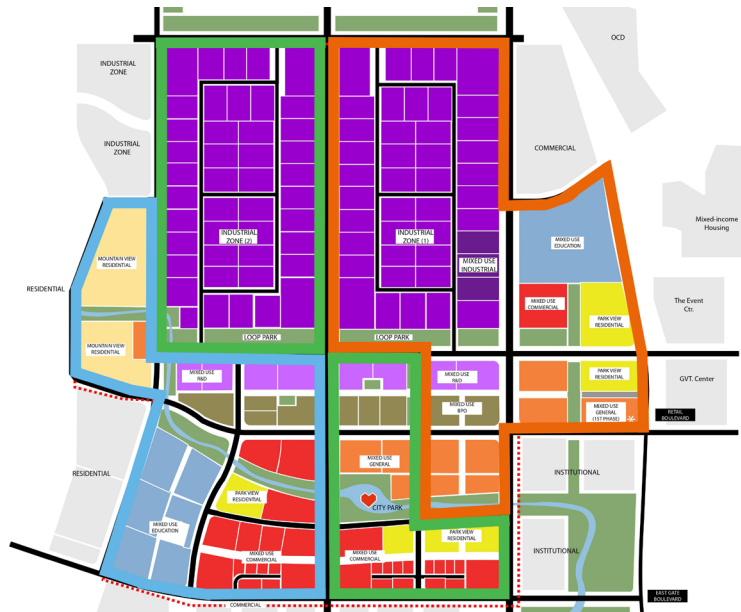 OCD
INDUSTRIAL
ZONE
INDUSTRIAL
ZONE
COMMERCIAL
Mixed-income
Housing
INDUSTRIAL
ZONE (2)
INDUSTRIAL
ZONE (1)
MIXED USE
INDUSTRIAL
MIXED USE
EDUCATION
MOUNTAIN VIEW
RESIDENTIAL
RESIDENTIAL
MIXED USE
COMMERCIAL
PARK VIEW
RESIDENTIAL
The Event
Ctr.
LOOP PARK
LOOP PARK
MOUNTAIN VIEW
RESIDENTIAL
MIXED USE
R&D
MIXED USE
R&D
PARK VIEW
RESIDENTIAL
GVT. Center
MIXED USE
BPO
MIXED USE
GENERAL
(1ST PHASE)
RETAIL
BOULEVARD
MIXED USE
GENERAL
RESIDENTIAL
INSTITUTIONAL
PARK VIEW
RESIDENTIAL
CITY PARK
MIXED USE
EDUCATION
PARK VIEW
RESIDENTIAL
INSTITUTIONAL
MIXED USE
COMMERCIAL
MIXED USE
COMMERCIAL
EAST GATE
BOULEVARD
COMMERCIAL